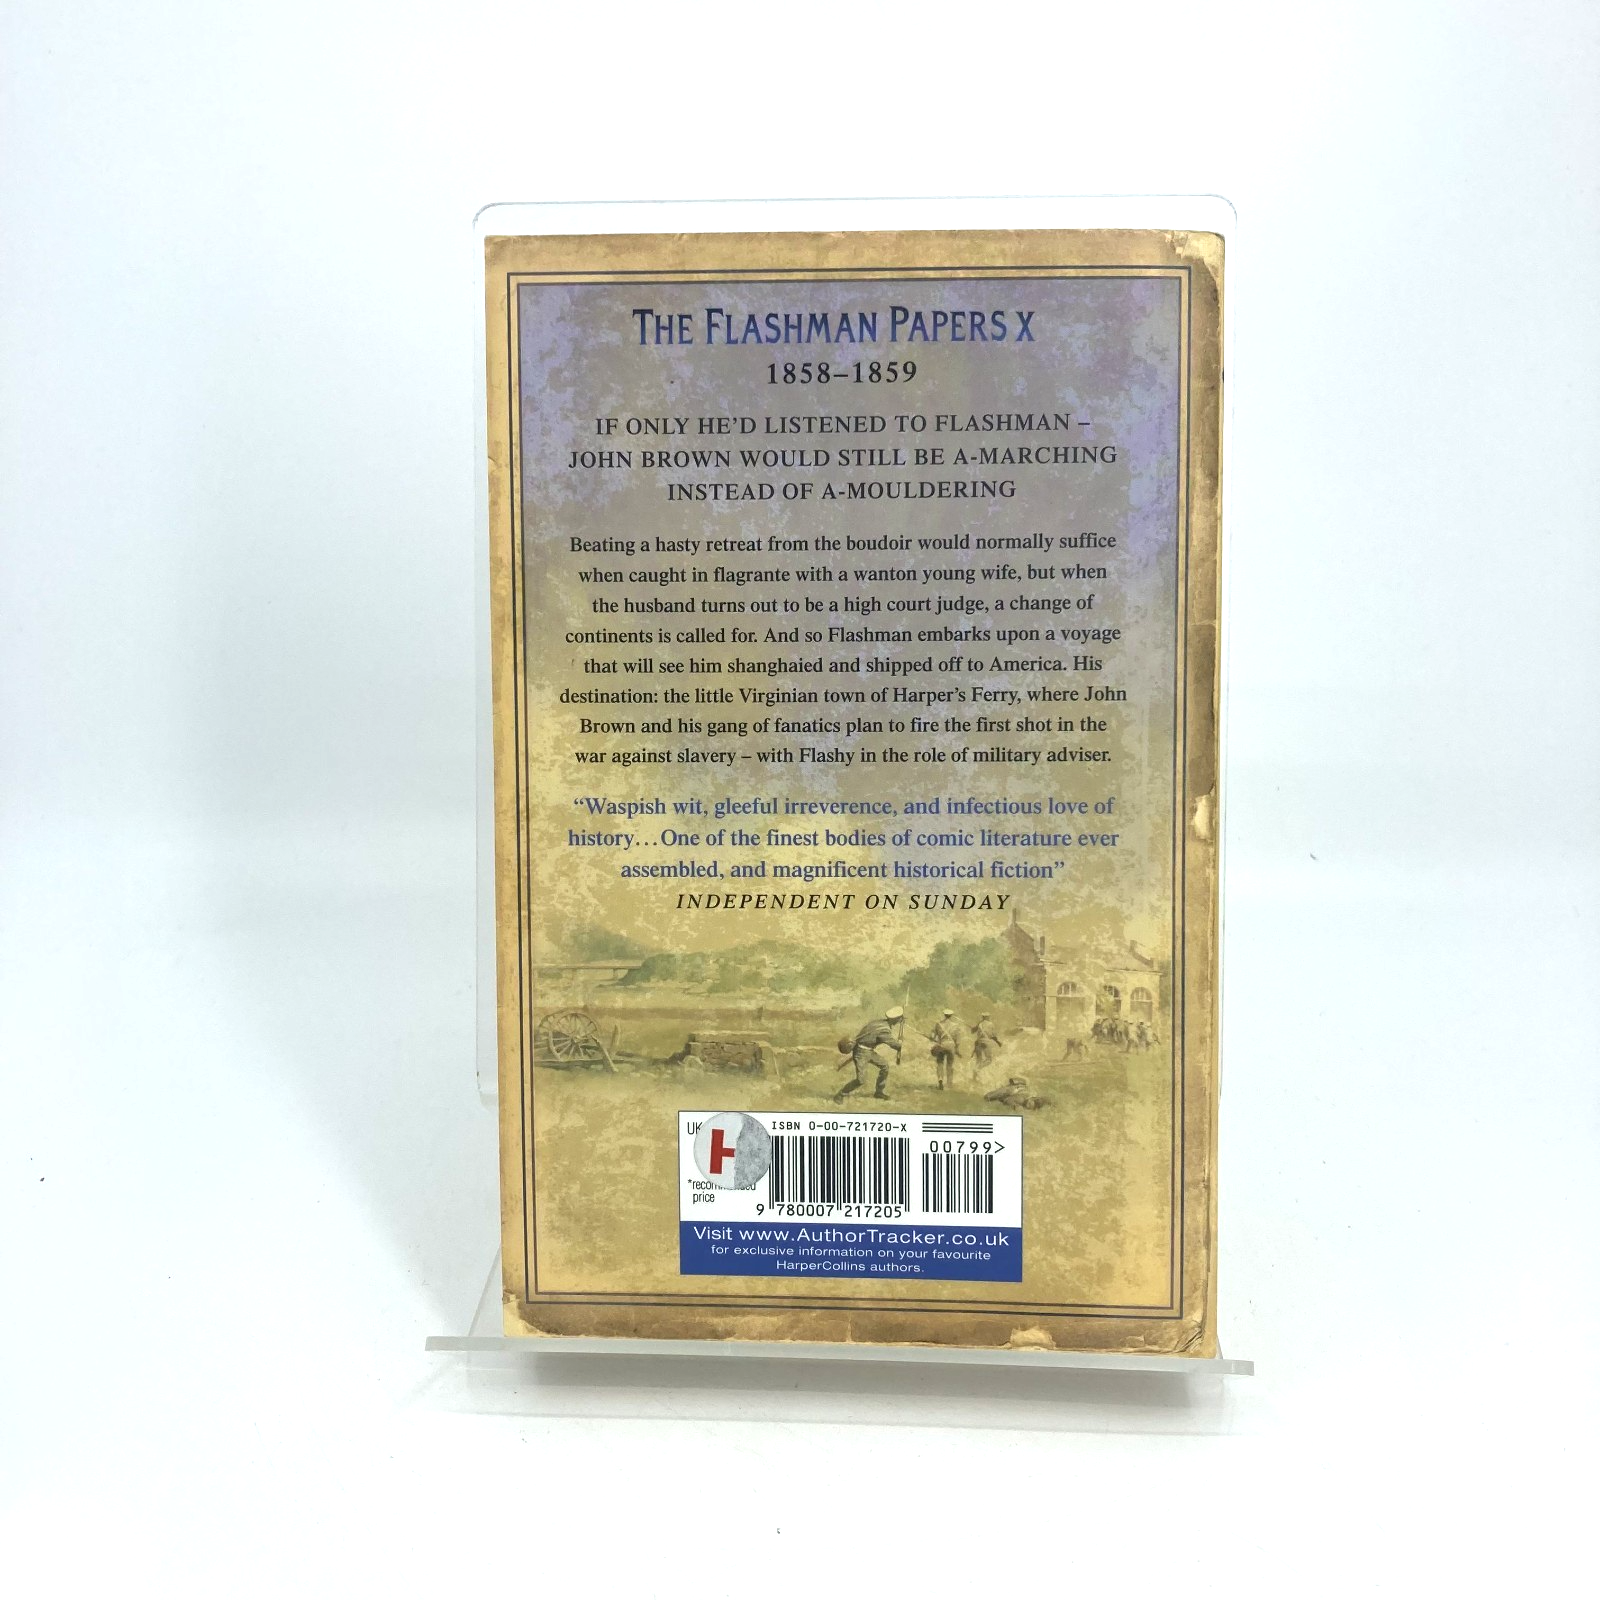 THE FLASHMAN PAPERS X
1858–1859
IF ONLY HE'D LISTENED TO FLASHMAN –
JOHN BROWN WOULD STILL BE A-MARCHING
INSTEAD OF A-MOULDERING
Beating a hasty retreat from the boudoir would normally suffice
when caught in flagrante with a wanton young wife, but when
the husband turns out to be a high court judge, a change of
continents is called for. And so Flashman embarks upon a voyage
that will see him shanghaied and shipped off to America. His
destination: the little Virginian town of Harper's Ferry, where John
Brown and his gang of fanatics plan to fire the first shot in the
war against slavery – with Flashy in the role of military adviser.
“Waspish wit, gleeful irreverence, and infectious love of
history...One of the finest bodies of comic literature ever
assembled, and magnificent historical fiction”
INDEPENDENT ON SUNDAY
UK
H
price
ISBN 0-00-721720-X
00799>
9 780007 217205
Visit www.AuthorTracker.co.uk
for exclusive information on your favourite
HarperCollins authors.